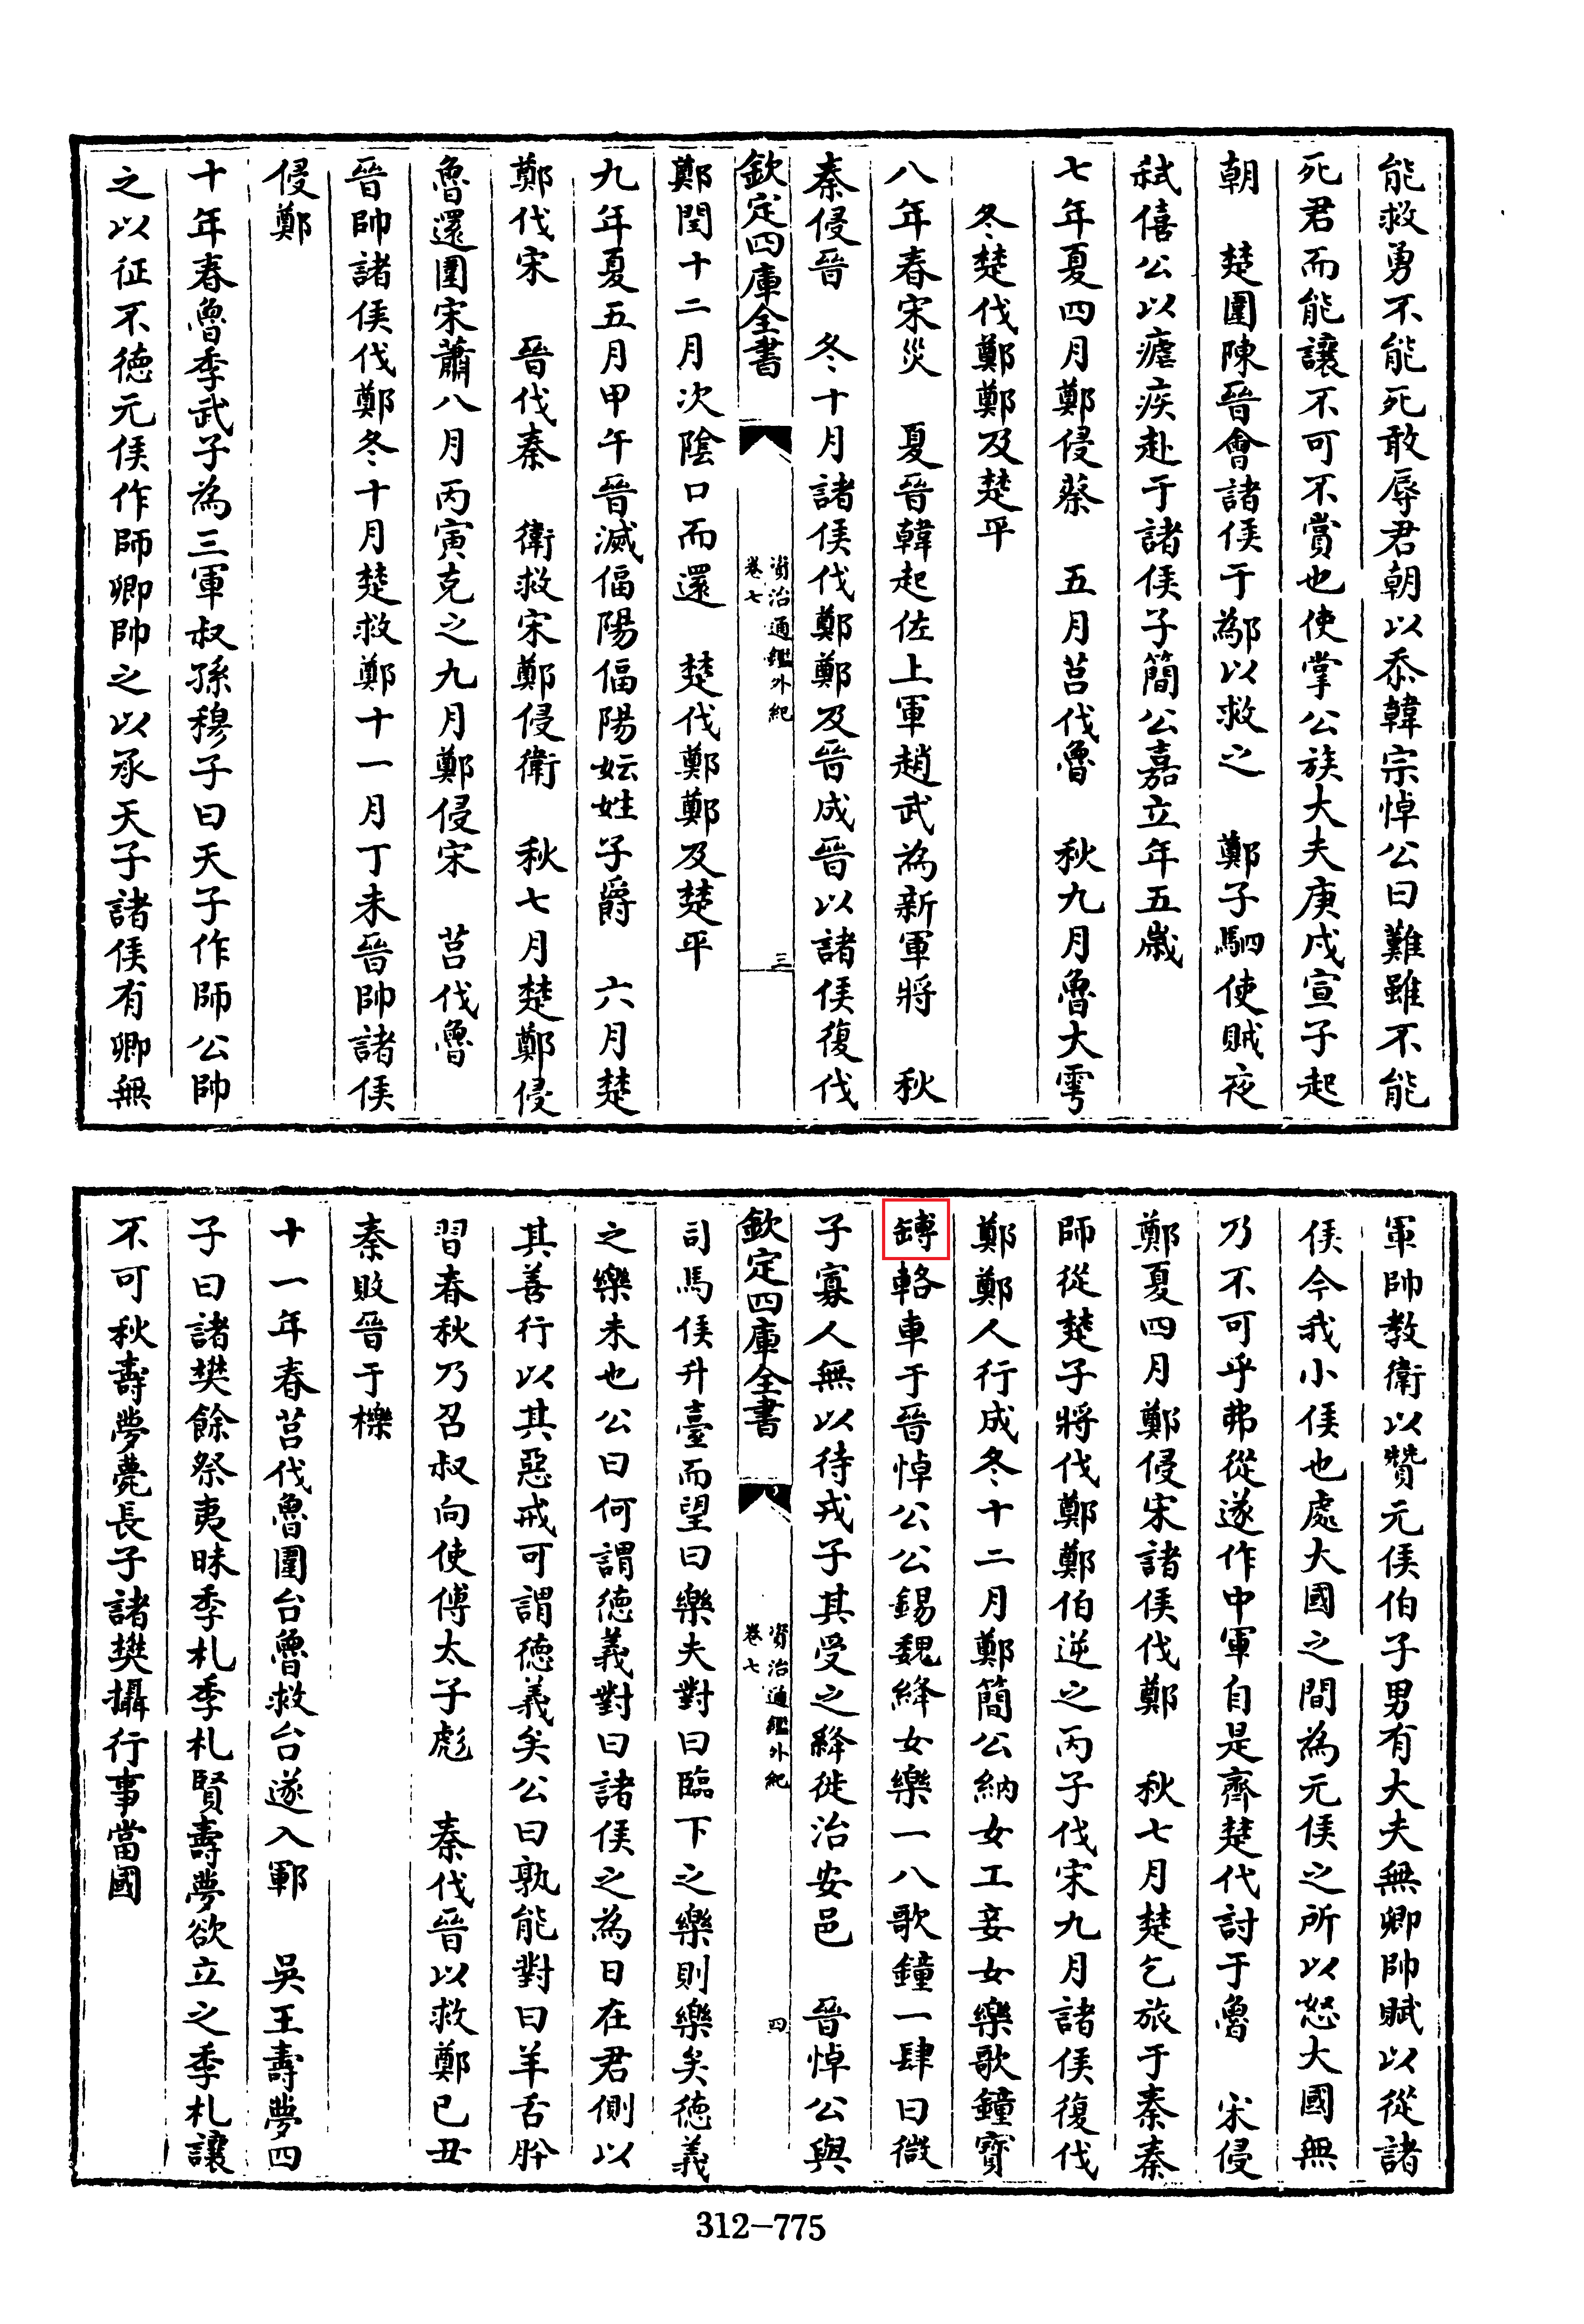 能救勇不能死敢辱君朝以忝韓宗悼公曰難雖不能
死君而能讓不可不賞也使掌公族大夫庚戌宣子起
朝　楚圍陳晉會諸侯于鄬以救之　鄭子駟使賊夜
弒僖公以瘧疾赴于諸侯子簡公嘉立年五歲
七年夏四月鄭侵蔡　五月莒伐魯　秋九月魯大雩
冬楚伐鄭鄭及楚平
八年春宋災　夏晉韓起佐上軍趙武為新軍將　秋
秦侵晉　冬十月諸侯伐鄭鄭及晉成晉以諸侯復伐
欽定四庫全書
資治通鑑外紀
卷七
三
鄭閏十二月次陰口而還　楚伐鄭鄭及楚平
九年夏五月甲午晉滅偪陽偪陽妘姓子爵　六月楚
鄭伐宋　晉伐秦　衛救宋鄭侵衛　秋七月楚鄭侵
魯還圍宋蕭八月丙寅克之九月鄭侵宋　莒伐魯
晉帥諸侯伐鄭冬十月楚救鄭十一月丁未晉帥諸侯
侵鄭
十年春魯季武子為三軍叔孫穆子曰天子作師公帥
之以征不德元侯作師卿帥之以承天子諸侯有卿無
軍帥教衛以贊元侯伯子男有大夫無卿帥賦以從諸
侯今我小侯也處大國之間為元侯之所以怒大國無
乃不可乎弗從遂作中軍自是齊楚代討于魯　宋侵
鄭夏四月鄭侵宋諸侯伐鄭　秋七月楚乞旅于秦秦
師從楚子將伐鄭鄭伯逆之丙子伐宋九月諸侯復伐
鄭鄭人行成冬十二月鄭簡公納女工妾女樂歌鐘寶
鎛輅車于晉悼公公錫魏絳女樂一八歌鐘一肆曰微
子寡人無以待戎子其受之絳徙治安邑　晉悼公與
欽定四庫全書
資治通鑑外紀
卷七
四
司馬侯升臺而望曰樂夫對曰臨下之樂則樂矣德義
之樂未也公曰何謂德義對曰諸侯之為日在君側以
其善行以其惡戒可謂德義矣公曰孰能對曰羊舌肸
習春秋乃召叔向使傅太子彪　秦伐晉以救鄭己丑
秦敗晉于櫟
十一年春莒伐魯圍台魯救台遂入鄆　吳王壽夢四
子曰諸樊餘祭夷昧季札季札賢壽夢欲立之季札讓
不可秋壽夢薨長子諸樊攝行事當國
312-775